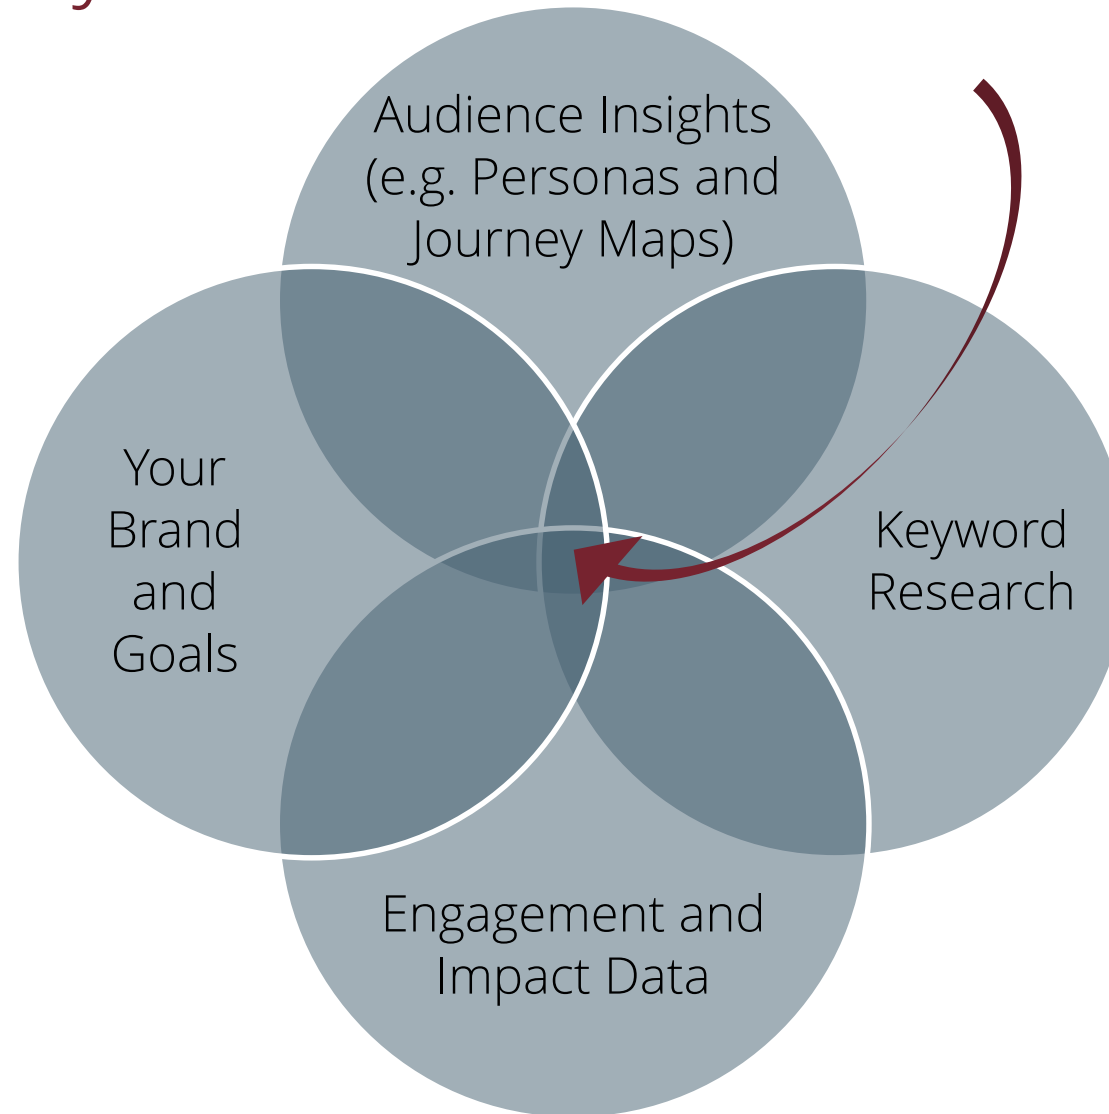 Audience Insights
(e.g. Personas and
Journey Maps)
Your
Brand
and
Goals
Keyword
Research
Engagement and
Impact Data